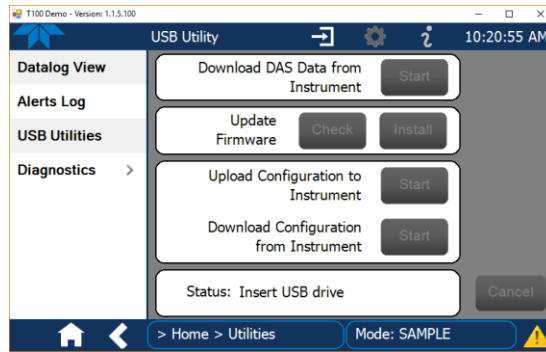 T100 Demo - Version: 1.1.5.100
USB Utility
10:20:55 AM
Datalog View
Alerts Log
USB Utilities
Diagnostics >
Download DAS Data from
Instrument
Start
Update
Firmware
Check
Install
Upload Configuration to
Instrument
Start
Download Configuration
from Instrument
Start
Status: Insert USB drive
Cancel
> Home > Utilities
Mode: SAMPLE